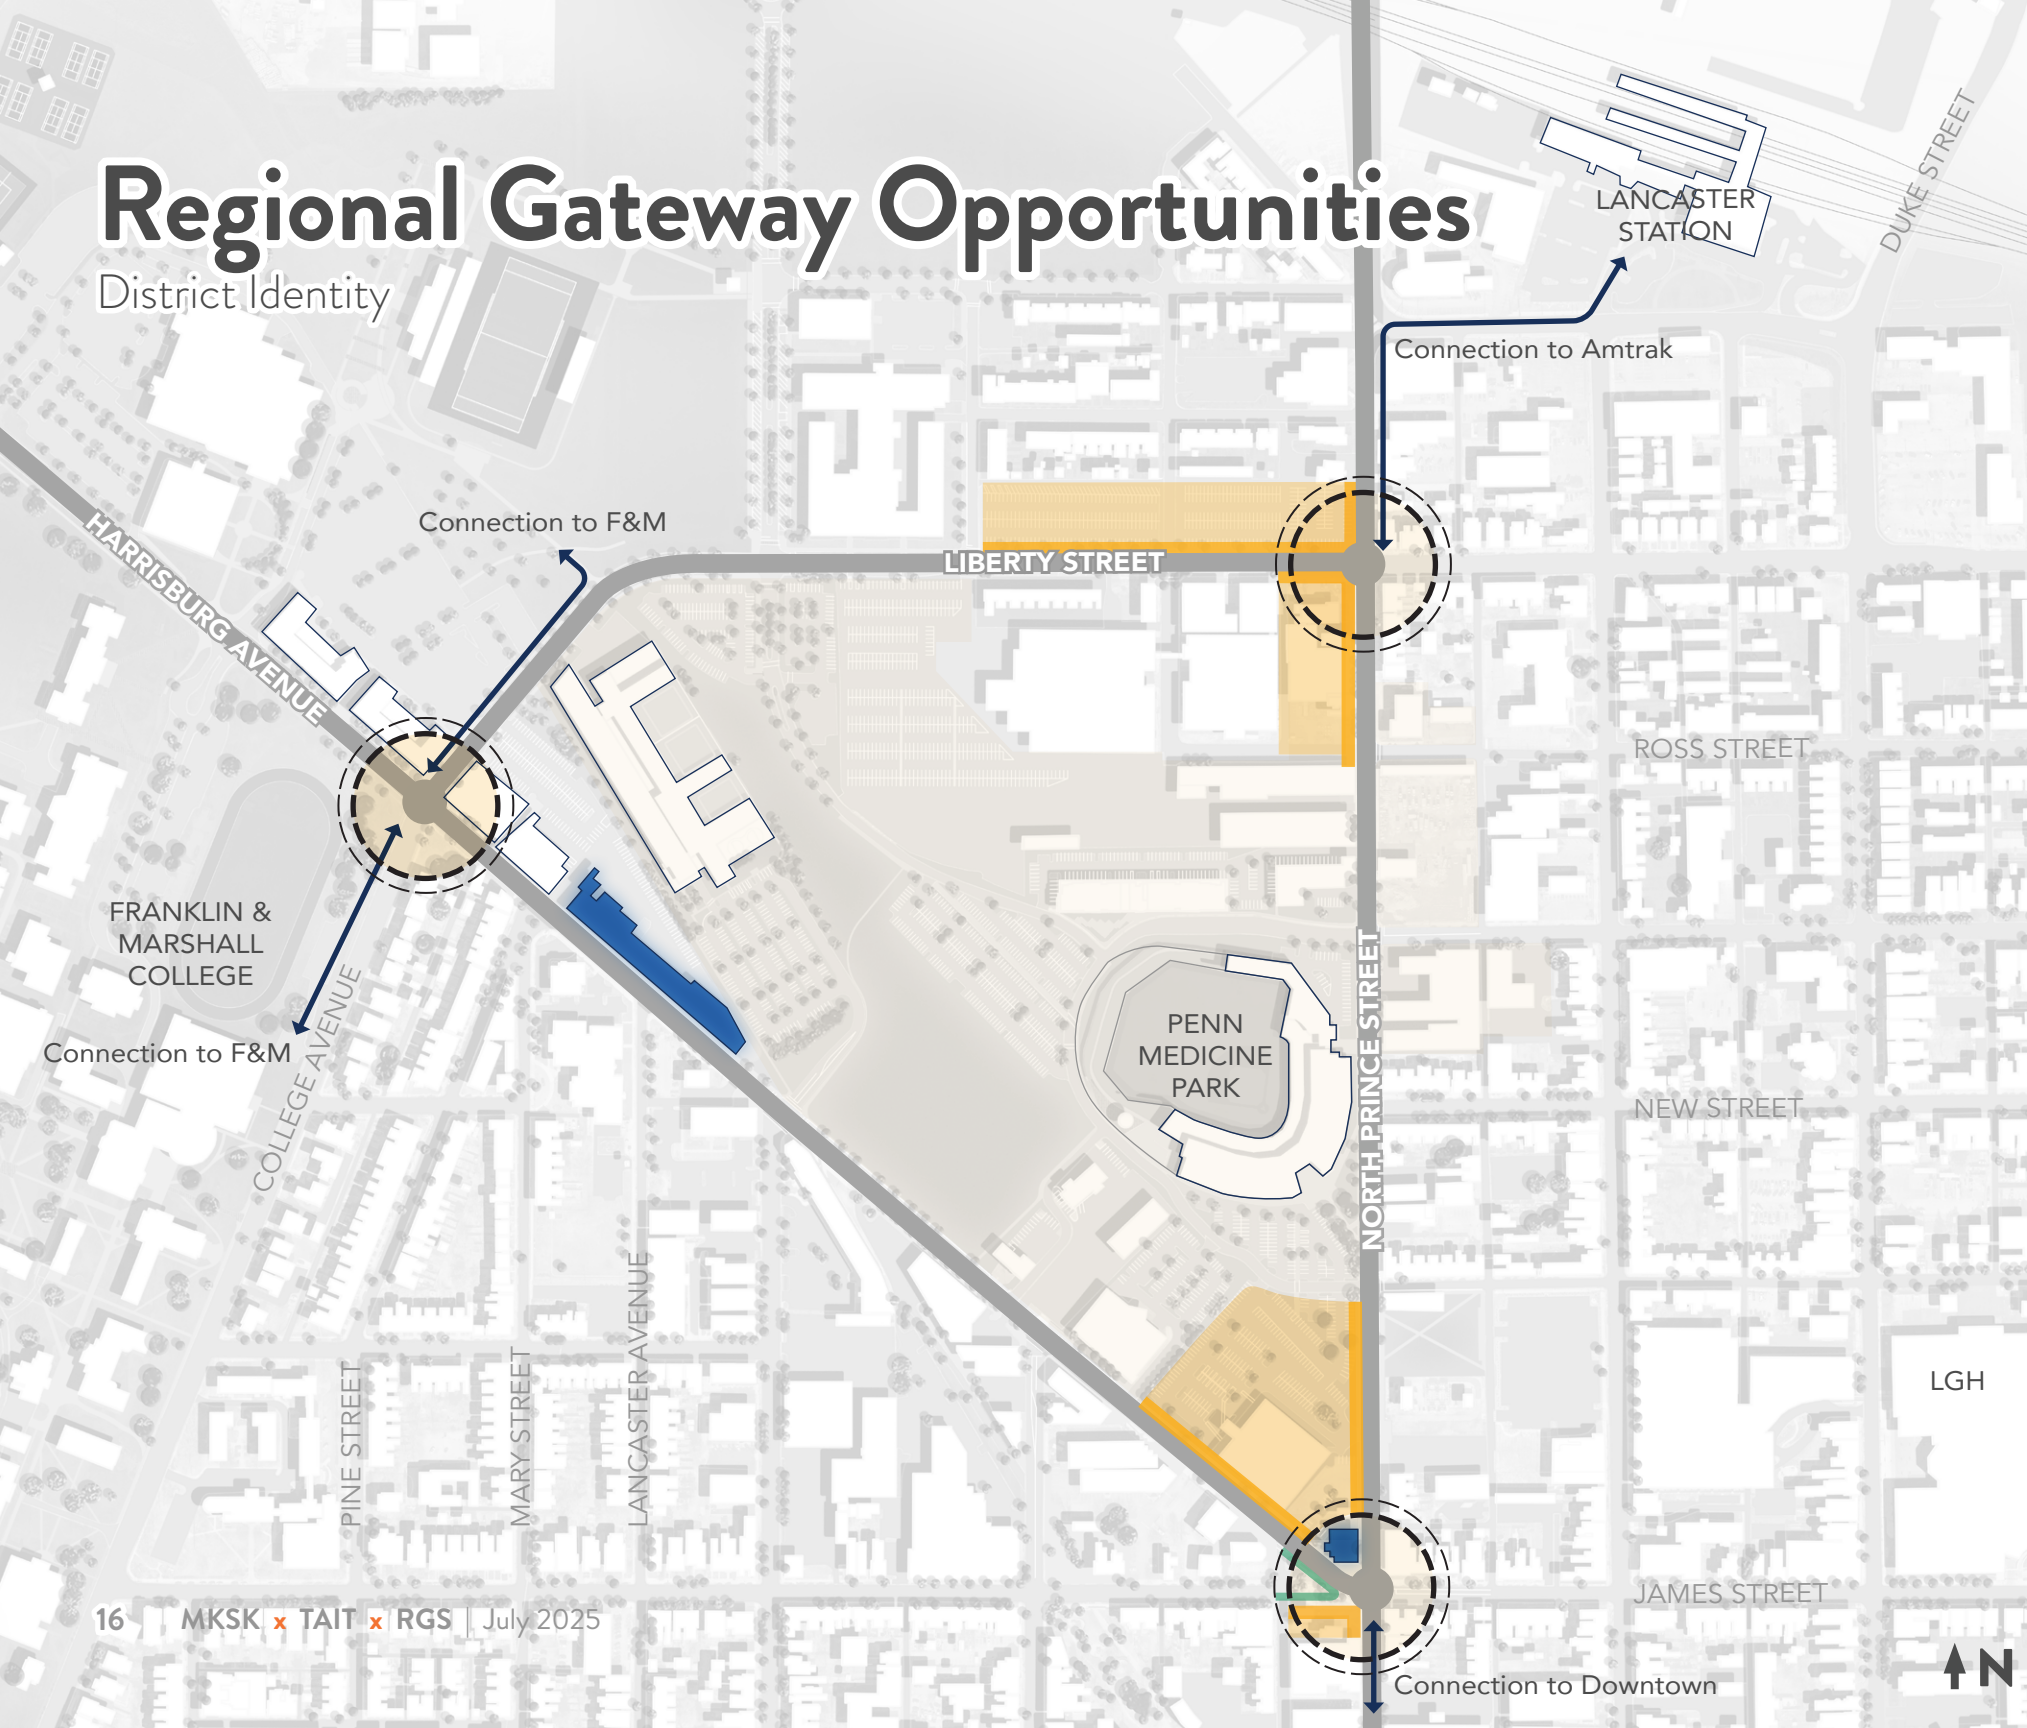 Regional Gateway Opportunities
District Identity
LANCASTER
STATION
DUKE STREET
Connection to Amtrak
Connection to F&M
HARRISBURG AVENUE
LIBERTY STREET
ROSS STREET
FRANKLIN &
MARSHALL
COLLEGE
Connection to F&M
COLLEGE AVENUE
PENN
MEDICINE
PARK
NORTH PRINCE STREET
NEW STREET
LGH
PINE STREET
MARY STREET
LANCASTER AVENUE
JAMES STREET
Connection to Downtown
N
16 MKSK x TAIT x RGS | July 2025